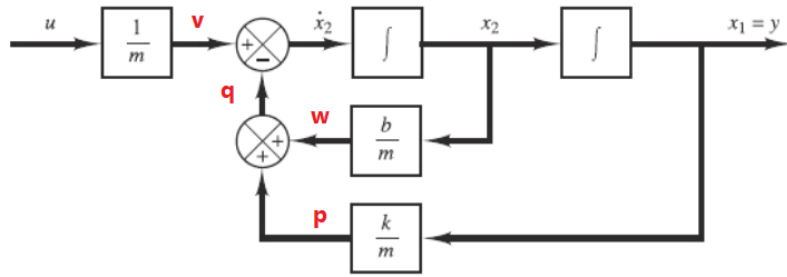 u
1
m
v
+
−
ẋ₂
∫
x₂
∫
x₁ = y
q
+
+
w
b
m
p
k
m